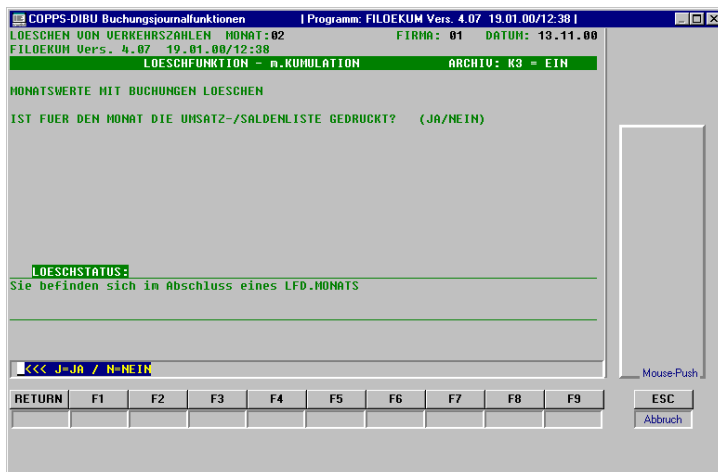 COPPS-DIBU Buchungsjournalfunktionen | Programm: FILOEKUM Vers. 4.07 19.01.00/12:38 |
LOESCHEN VON VERKEHRSZAHLEN MONAT:02 FIRMA: 01 DATUM: 13.11.00
FILOEKUM Vers. 4.07 19.01.00/12:38
LOESCHFUNKTION - m.KUMULATION ARCHIV: K3 = EIN
MONATSWERTE MIT BUCHUNGEN LOESCHEN
IST FUER DEN MONAT DIE UMSATZ-/SALDENLISTE GEDRUCKT? (JA/NEIN)
LOESCHSTATUS:
Sie befinden sich im Abschluss eines LFD.MONATS
_<<< J=JA / N=NEIN
Mouse-Push
RETURN F1 F2 F3 F4 F5 F6 F7 F8 F9 ESC
Abbruch